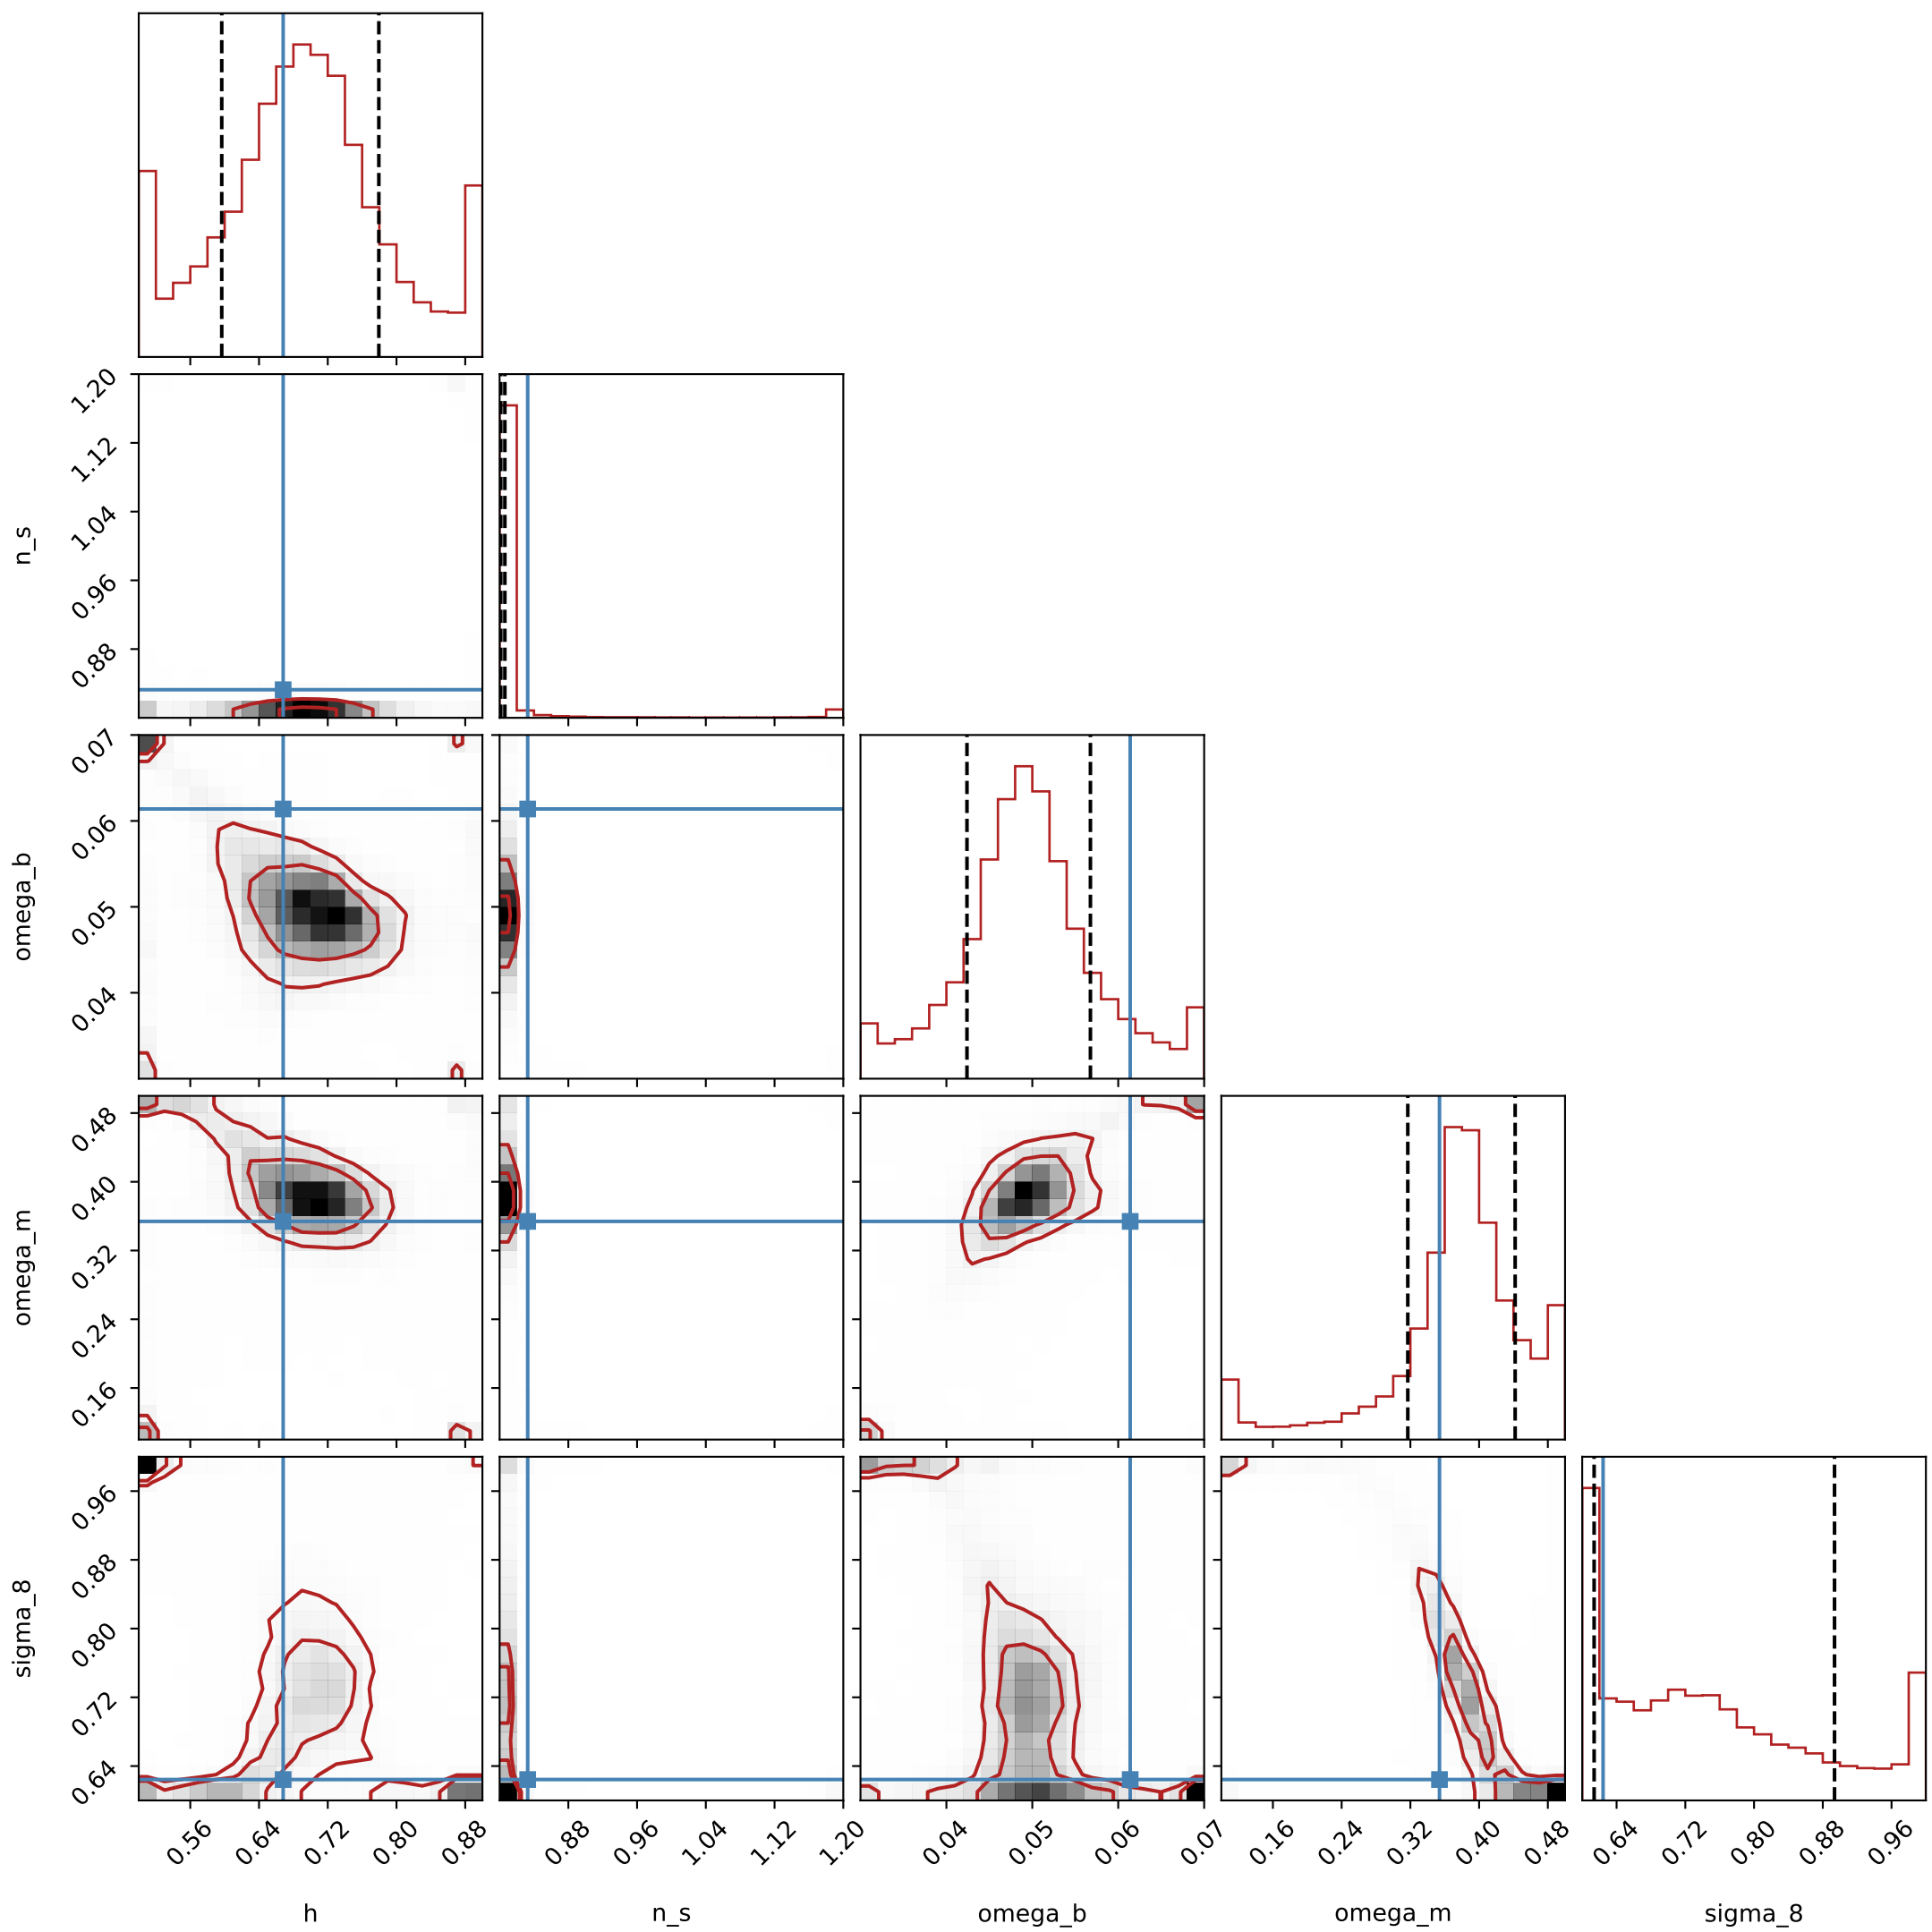 1.20
1.12
1.04
0.96
0.88
n_s
0.07
0.06
0.05
0.04
omega_b
0.48
0.40
0.32
0.24
0.16
omega_m
0.96
0.88
0.80
0.72
0.64
sigma_8
0.56 0.64 0.72 0.80 0.88
0.88 0.96 1.04 1.12 1.20
0.04 0.05 0.06 0.07
0.16 0.24 0.32 0.40 0.48
0.64 0.72 0.80 0.88 0.96
h n_s omega_b omega_m sigma_8